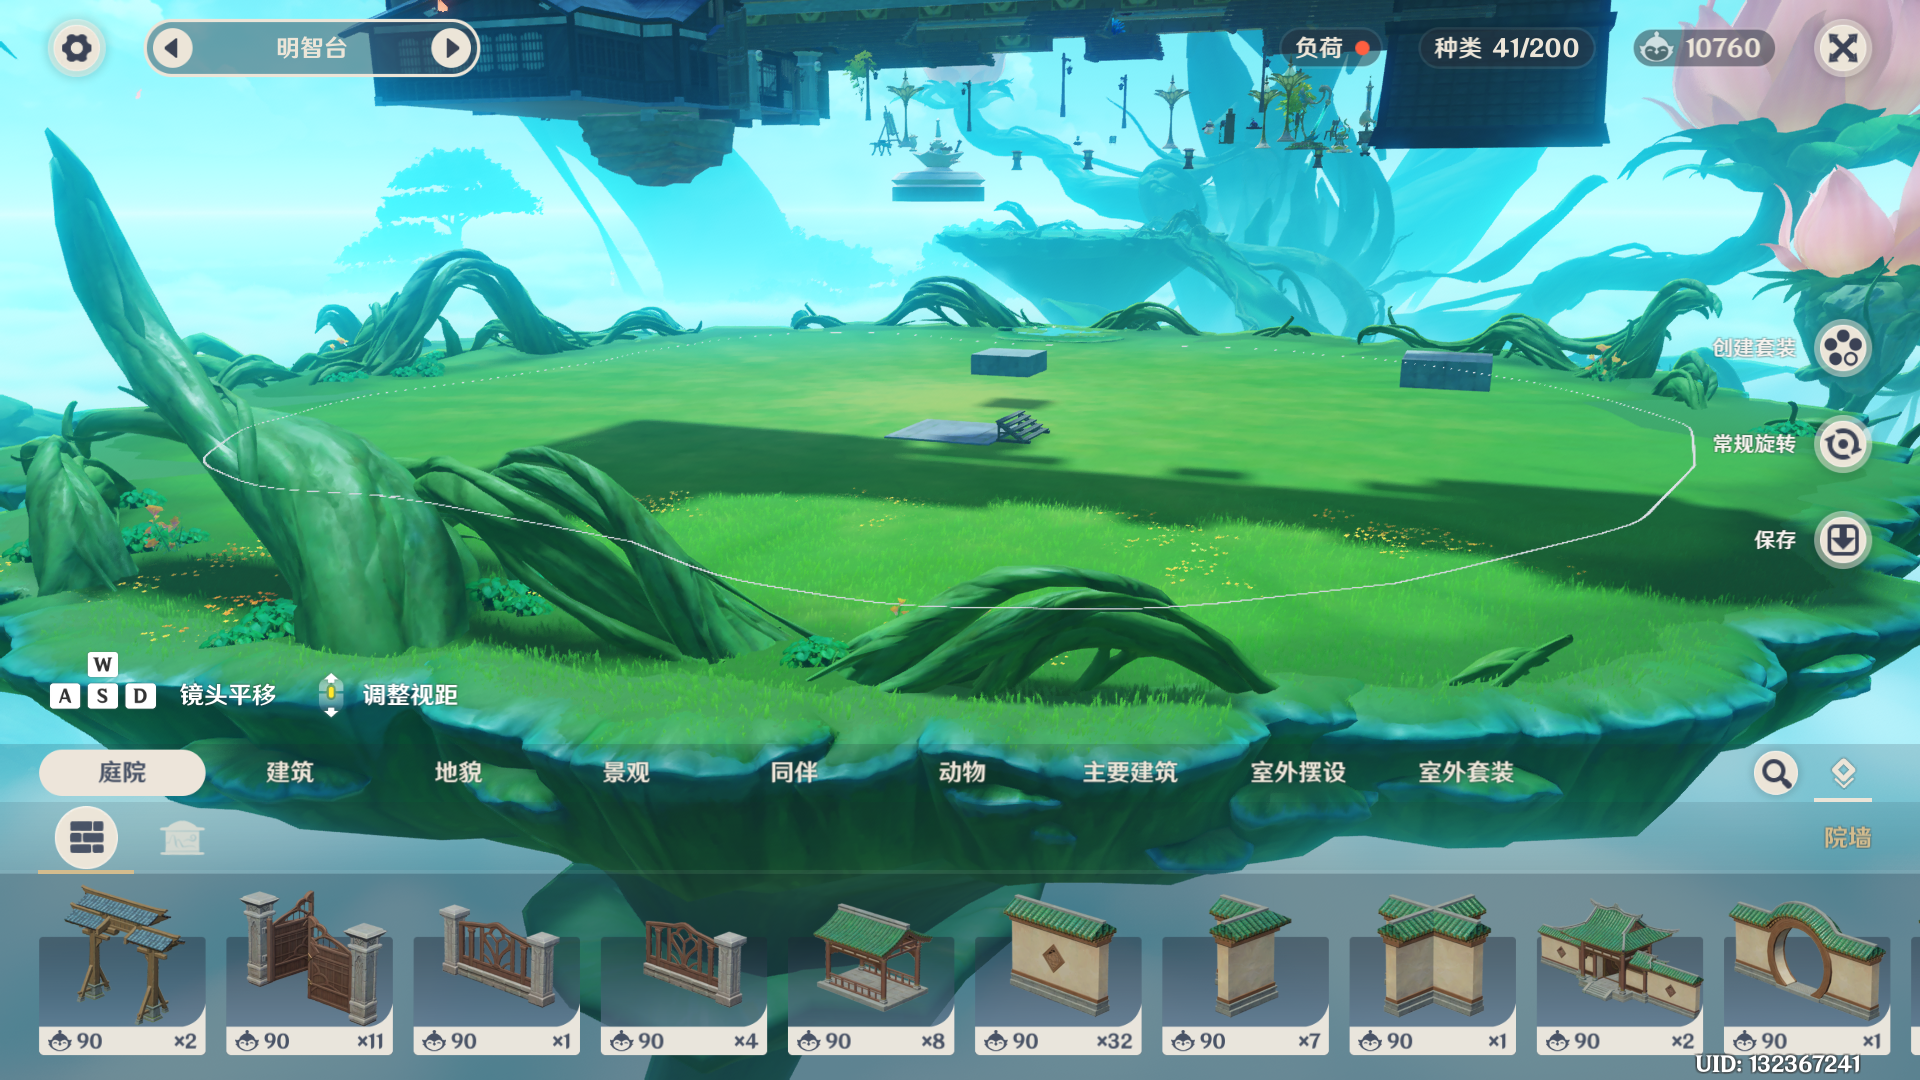 明智台
负荷
种类 41/200
10760
创建套装
常规旋转
保存
W
A S D 镜头平移 调整视距
庭院 建筑 地貌 景观 同伴 动物 主要建筑 室外摆设 室外套装
院墙
90 ×2
90 ×11
90 ×1
90 ×4
90 ×8
90 ×32
90 ×7
90 ×1
90 ×2
90 ×1
UID: 132367241